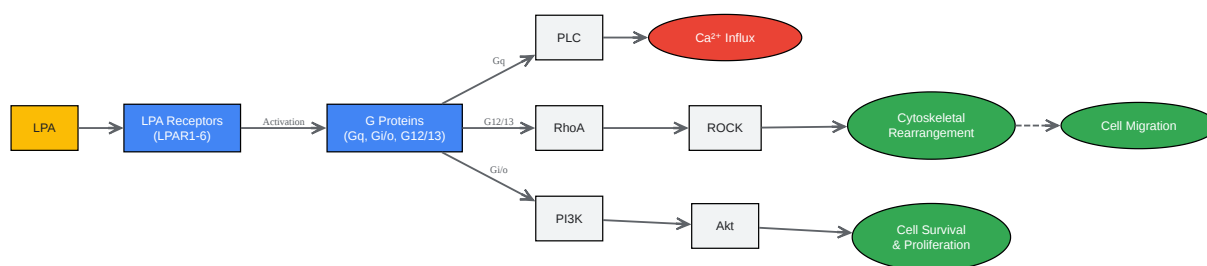 PLC
Ca²⁺ Influx
Gq
LPA
LPA Receptors
(LPAR1-6)
Activation
G Proteins
(Gq, Gi/o, G12/13)
G12/13
RhoA
ROCK
Cytoskeletal
Rearrangement
Cell Migration
Gi/o
PI3K
Akt
Cell Survival
& Proliferation